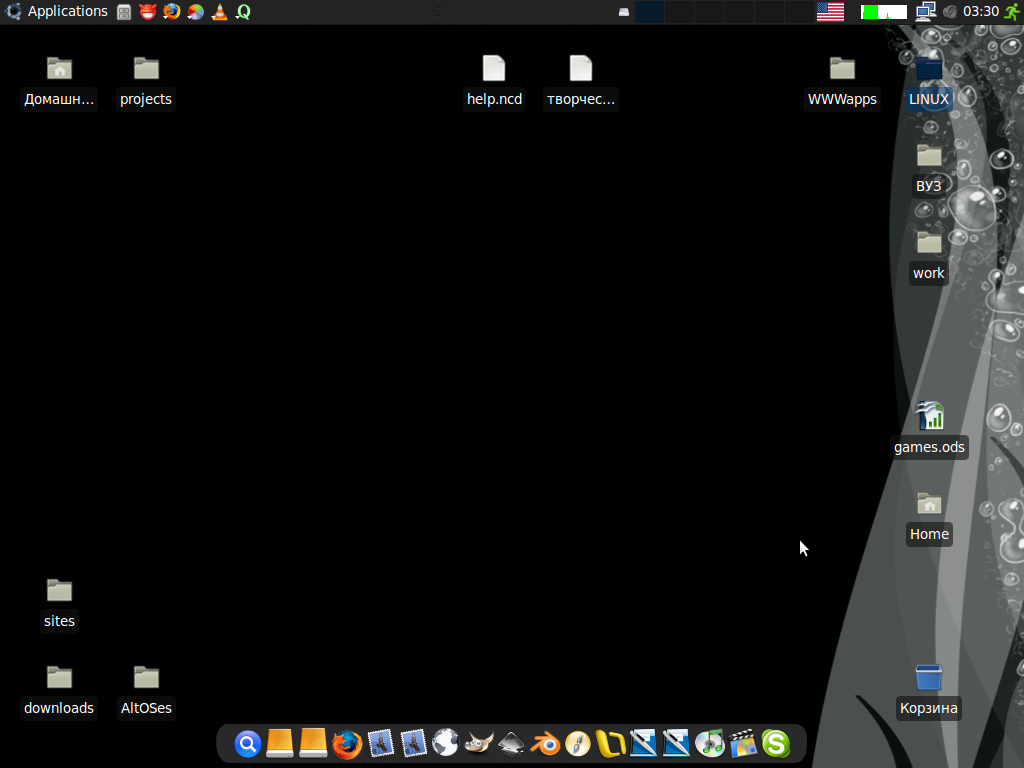 Applications
03:30
Домашн...
projects
help.ncd
творчес...
WWWapps
LINUX
ВУЗ
work
games.ods
Home
sites
downloads
AltOSes
Корзина